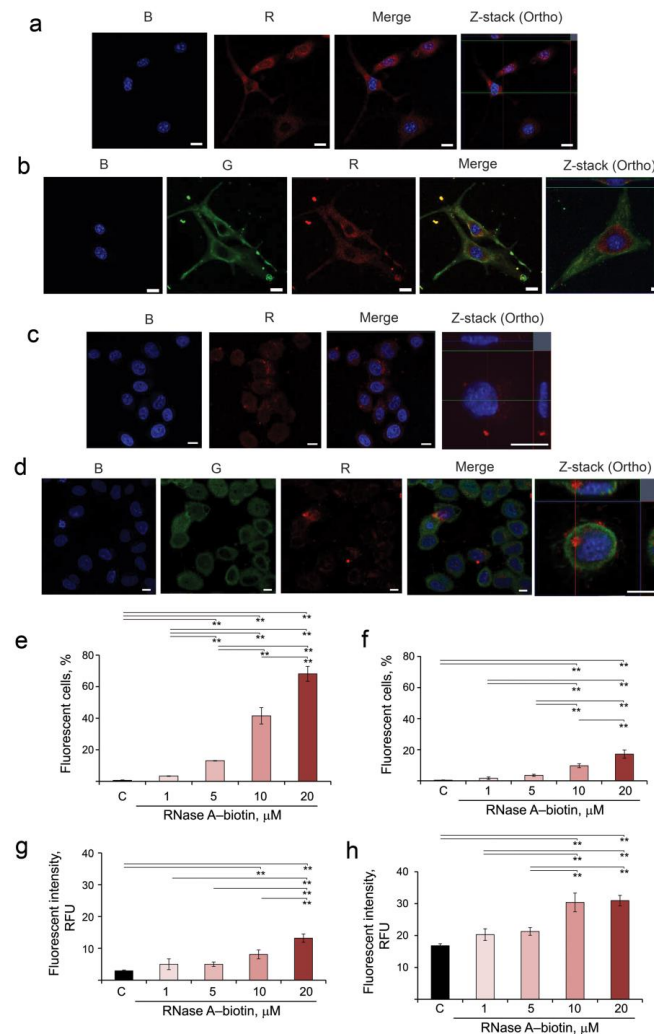 a
B R Merge Z-stack (Ortho)
b
B G R Merge Z-stack (Ortho)
c
B R Merge Z-stack (Ortho)
d
B G R Merge Z-stack (Ortho)
e
Fluorescent cells, %
80
60
40
20
** ** **
** ** **
** **
**
C 1 5 10 20
RNase A–biotin, μM
f
Fluorescent cells, %
80
60
40
20
** **
** **
** **
**
C 1 5 10 20
RNase A–biotin, μM
g
Fluorescent intensity,
RFU
40
30
20
10
** **
**
**
**
C 1 5 10 20
RNase A–biotin, μM
h
Fluorescent intensity,
RFU
40
30
20
10
** **
** **
** **
C 1 5 10 20
RNase A–biotin, μM